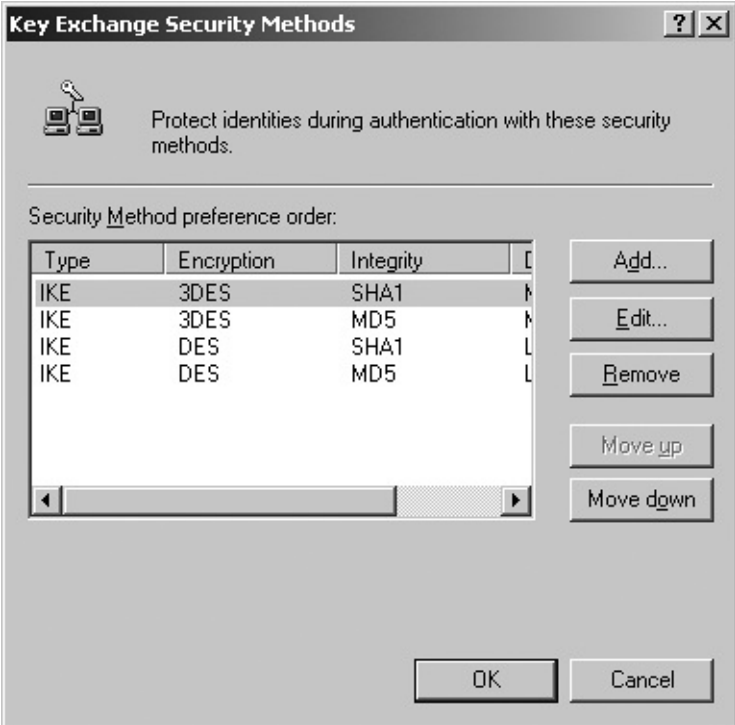 Key Exchange Security Methods
Protect identities during authentication with these security
methods.
Security Method preference order:
Type Encryption Integrity
IKE 3DES SHA1
IKE 3DES MD5
IKE DES SHA1
IKE DES MD5
Add...
Edit...
Remove
Move up
Move down
OK Cancel